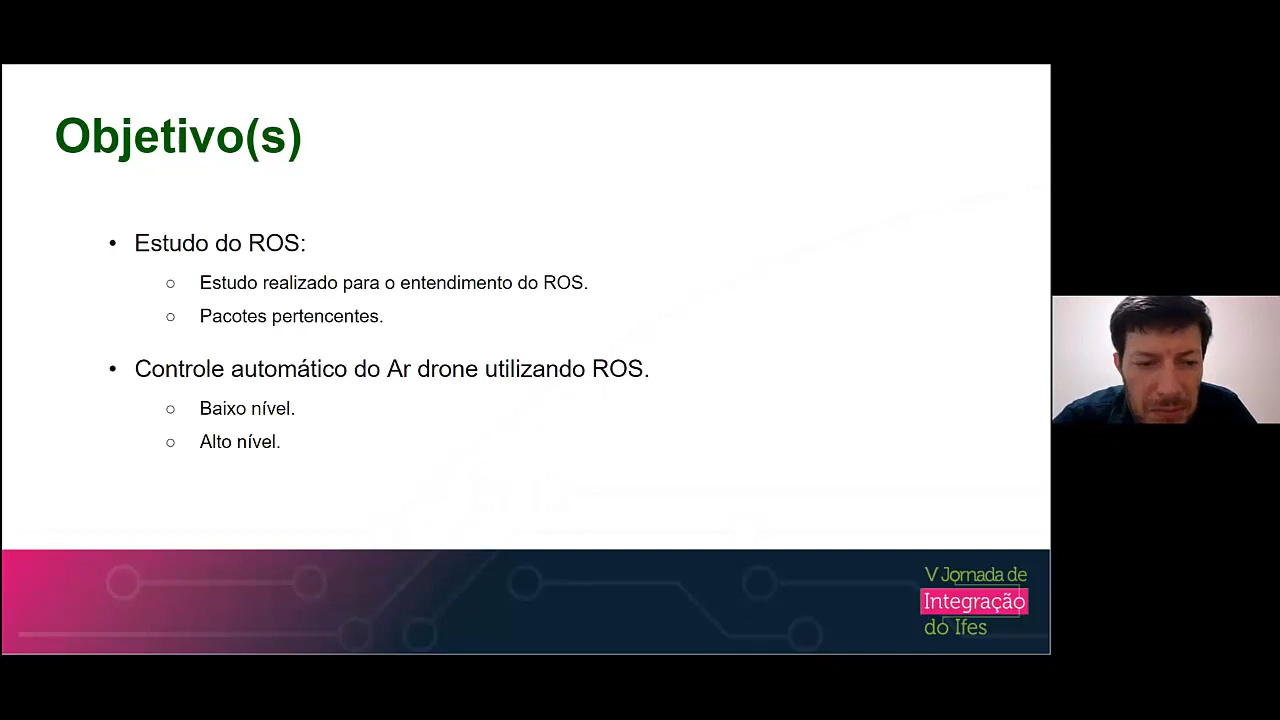 Objetivo(s)
• Estudo do ROS:
○ Estudo realizado para o entendimento do ROS.
○ Pacotes pertencentes.
• Controle automático do Ar drone utilizando ROS.
○ Baixo nível.
○ Alto nível.
V Jornada de
Integração
do Ifes